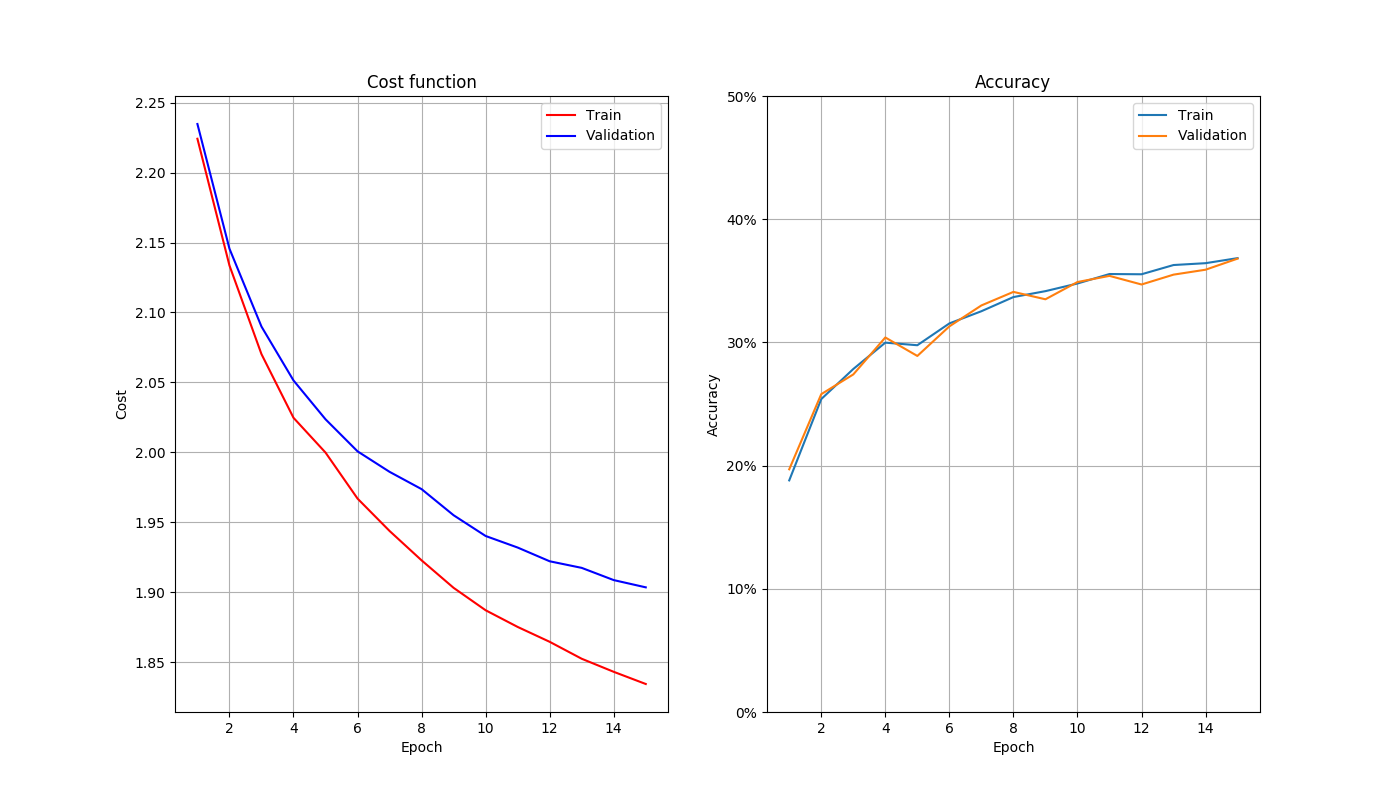 Cost function
2.25
2.20
2.15
2.10
2.05
2.00
1.95
1.90
1.85
Cost
Train
Validation
2 4 6 8 10 12 14
Epoch
Accuracy
50%
40%
30%
20%
10%
0%
Accuracy
Train
Validation
2 4 6 8 10 12 14
Epoch